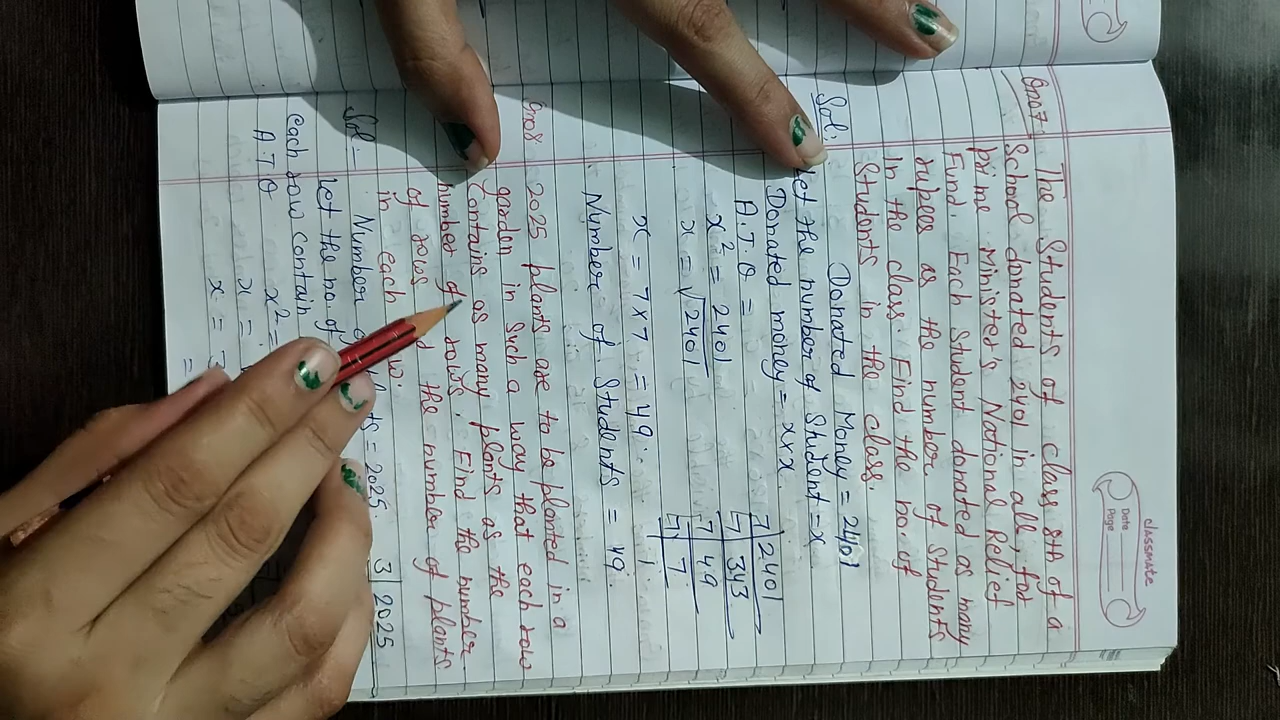 classmate
Date
Page
Qno7 The Students of class 8thA of a
School donated 2401 in all, for
prime Minister's National Relief
Fund. Each Student donated as many
rupees as the number of Students
in the class. Find the no. of
Students in the class.
Sol: Donated Money = 2401
let the number of Student = x
Donated money = x×x
A.T.Q =
x² = 2401
x = √2401
x = 7×7 = 49.
7 2401
7 343
7 49
7 7
1
Number of Students = 49.
Qno8 2025 plants are to be planted in a
garden in Such a way that each row
Contains as many plants as the
number of rows. Find the number
of rows the number of plants
in each
Sol - Number = 2025.
3 2025
let the no. of
each row contain
A.T.Q x² =
x =
x =
=